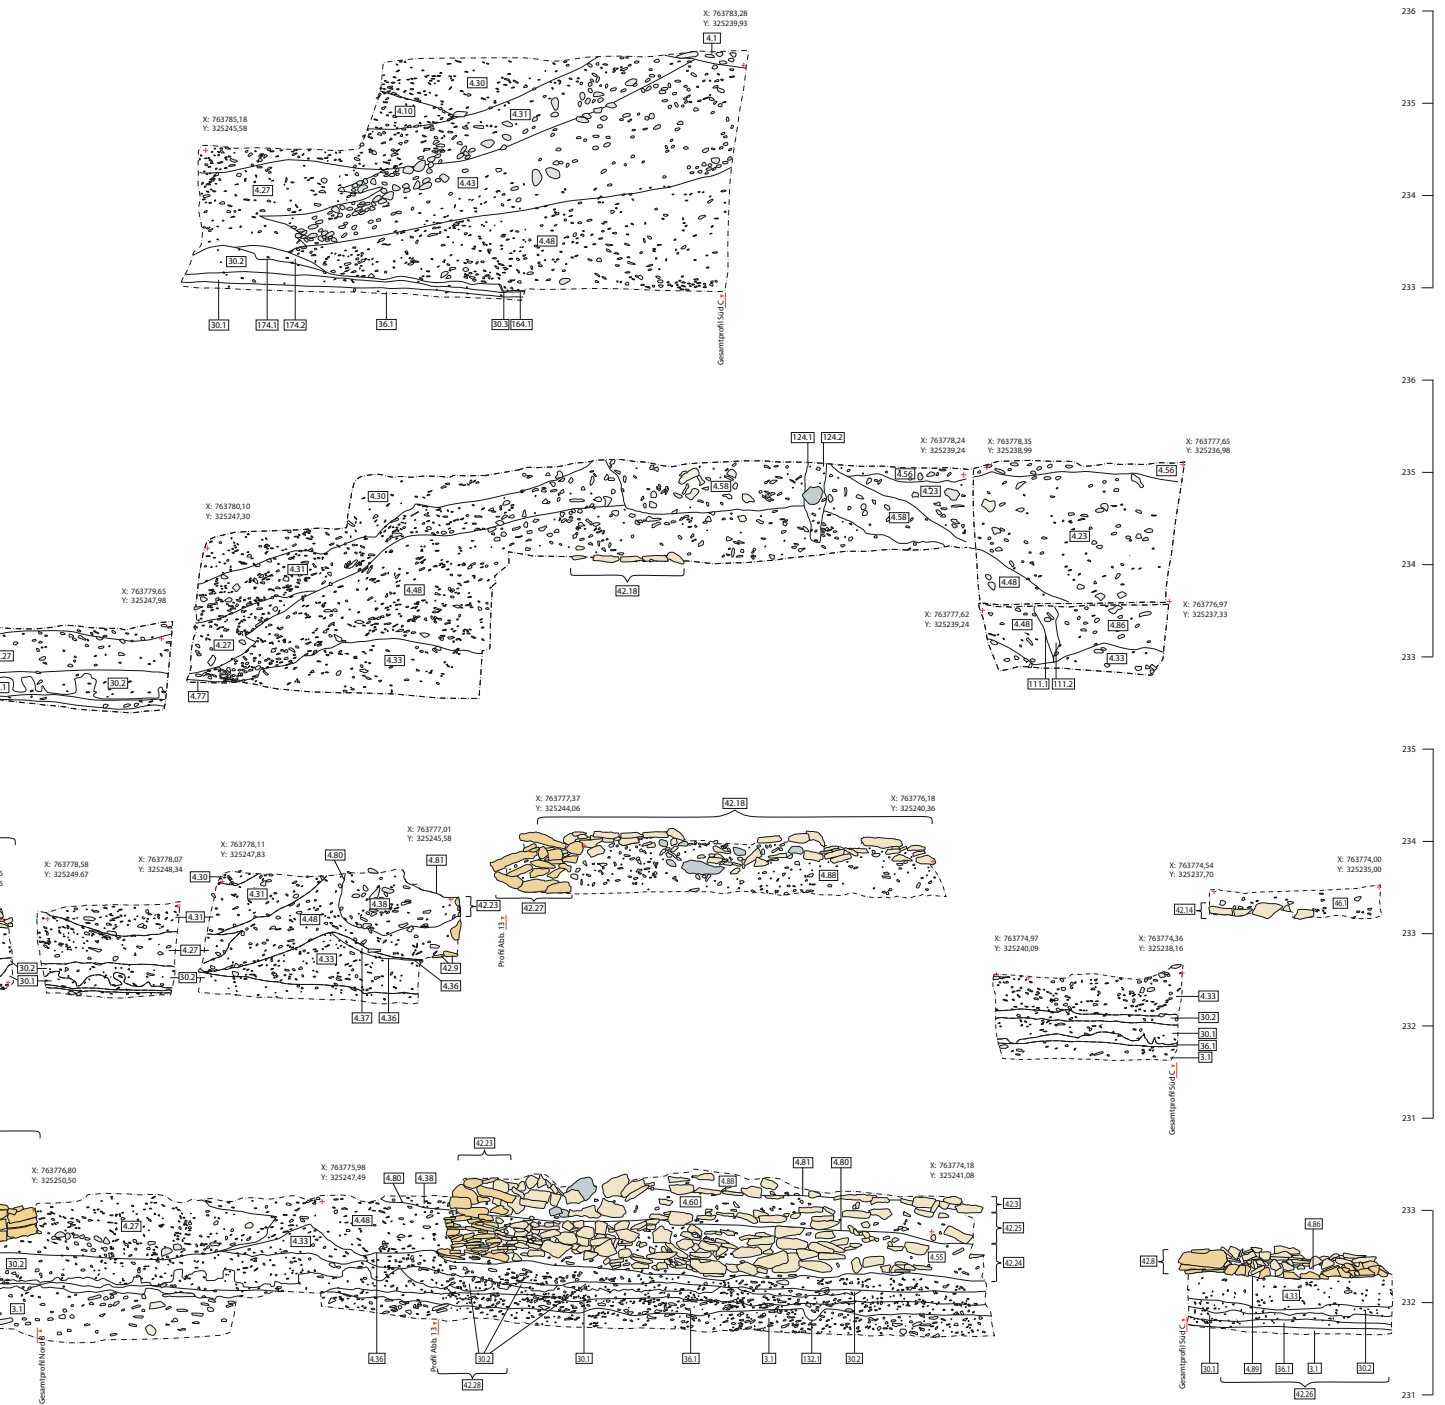 X: 763783,28
Y: 325239,93
4.1
236
4.30
4.10
4.31
235
X: 763785,18
Y: 325245,58
4.27
4.43
234
4.48
30.2
233
30.1
174.1
174.2
36.1
30.3
164.1
Gesamtprofil Süd C
236
124.1
124.2
X: 763778,24
Y: 325239,24
X: 763778,35
Y: 325238,99
X: 763777,65
Y: 325236,98
235
4.30
4.58
4.56
4.23
4.56
X: 763780,10
Y: 325247,30
4.58
4.23
4.31
234
X: 763779,65
Y: 325247,98
4.48
42.18
4.48
X: 763777,62
Y: 325239,24
X: 763776,97
Y: 325237,33
4.48
4.86
.27
4.27
4.33
4.33
233
.1
30.2
4.77
111.1
111.2
235
X: 763777,37
Y: 325244,06
42.18
X: 763776,18
Y: 325240,36
234
X: 763777,01
Y: 325245,58
X: 763778,11
Y: 325247,83
X: 763778,58
Y: 325249.67
X: 763778,07
Y: 325248,34
4.80
4.81
X: 763774,54
Y: 325237,70
X: 763774,00
Y: 325235,00
6
6
4.30
4.31
4.88
4.38
42.23
42.27
42.14
46.1
4.31
4.48
Profil Abb. 13
233
4.27
4.33
X: 763774,97
Y: 325240,09
X: 763774,36
Y: 325238,16
30.2
30.1
30.2
42.9
4.36
4.37
4.36
4.33
30.2
232
30.1
36.1
3.1
Gesamtprofil Süd C
231
42.23
X: 763776,80
Y: 325250,50
X: 763775,98
Y: 325247,49
4.80
4.38
4.88
4.81
4.80
X: 763774,18
Y: 325241,08
4.60
42.3
4.27
4.48
42.25
233
4.86
4.33
4.55
42.24
42.8
30.2
4.33
3.1
232
Gesamtprofil Nord B
4.36
Profil Abb. 13
30.2
30.1
36.1
3.1
132.1
30.2
42.28
Gesamtprofil Süd C
30.1
4.89
36.1
3.1
30.2
42.26
231